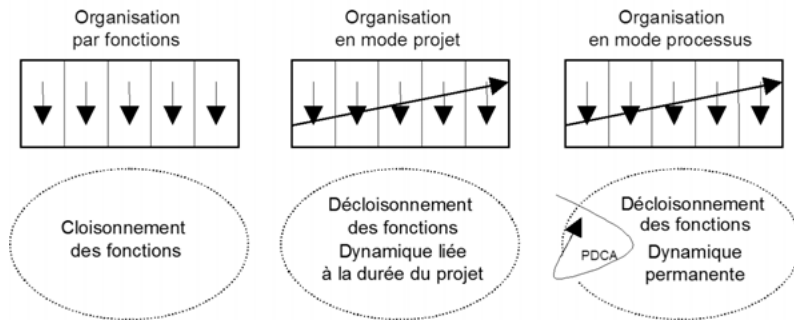 Organisation
par fonctions
Organisation
en mode projet
Organisation
en mode processus
Cloisonnement
des fonctions
Décloisonnement
des fonctions
Dynamique liée
à la durée du projet
PDCA
Décloisonnement
des fonctions
Dynamique
permanente